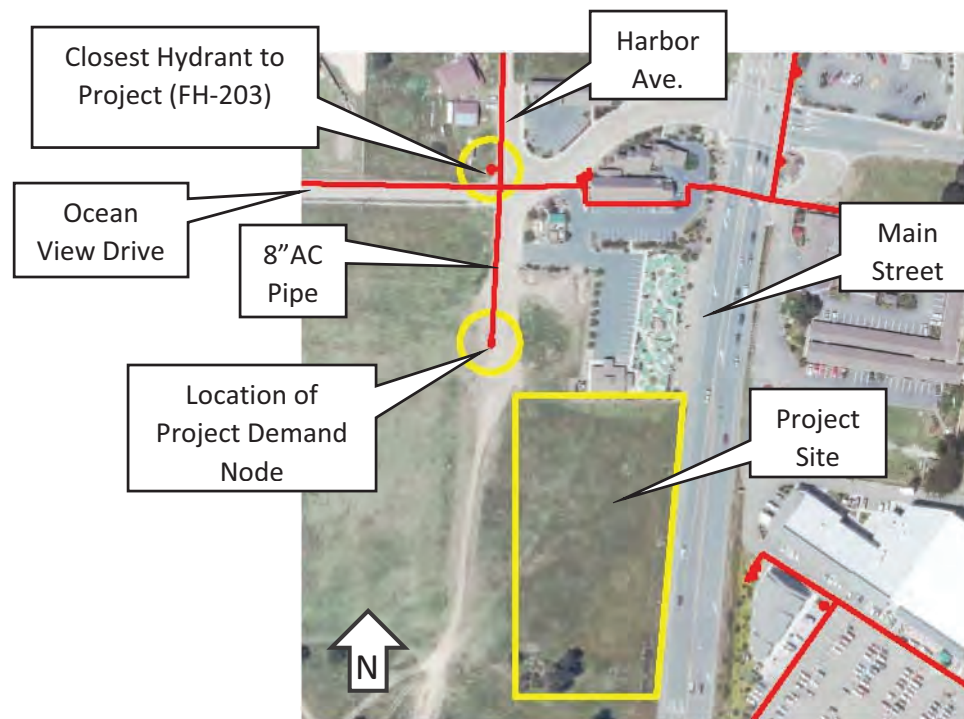 Closest Hydrant to
Project (FH-203)
Harbor
Ave.
Ocean
View Drive
8”AC
Pipe
Main
Street
Location of
Project Demand
Node
Project
Site
N